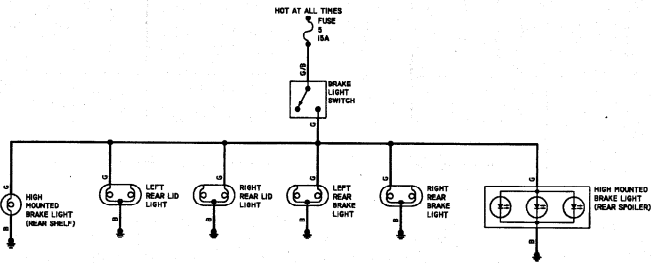 HOT AT ALL TIMES
FUSE
5
15A
G/B
BRAKE
LIGHT
SWITCH
G
G
G
G
G
G
G
HIGH
MOUNTED
BRAKE LIGHT
(REAR SHELF)
LEFT
REAR LID
LIGHT
RIGHT
REAR LID
LIGHT
LEFT
REAR
BRAKE
LIGHT
RIGHT
REAR
BRAKE
LIGHT
HIGH MOUNTED
BRAKE LIGHT
(REAR SPOILER)
B
B
B
B
B
B